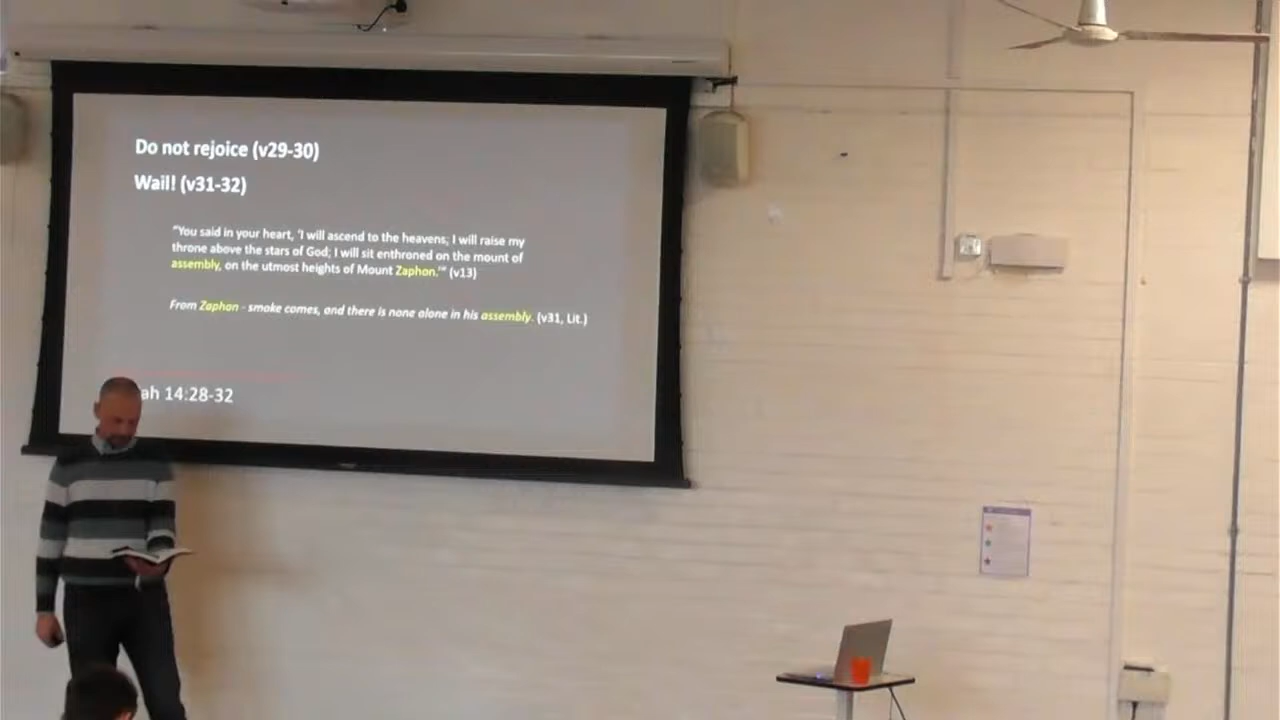 Do not rejoice (v29-30)
Wail! (v31-32)
"You said in your heart, 'I will ascend to the heavens; I will raise my
throne above the stars of God; I will sit enthroned on the mount of
assembly, on the utmost heights of Mount Zaphon.'" (v13)
From Zaphon - smoke comes, and there is none alone in his assembly. (v31, Lit.)
ah 14:28-32